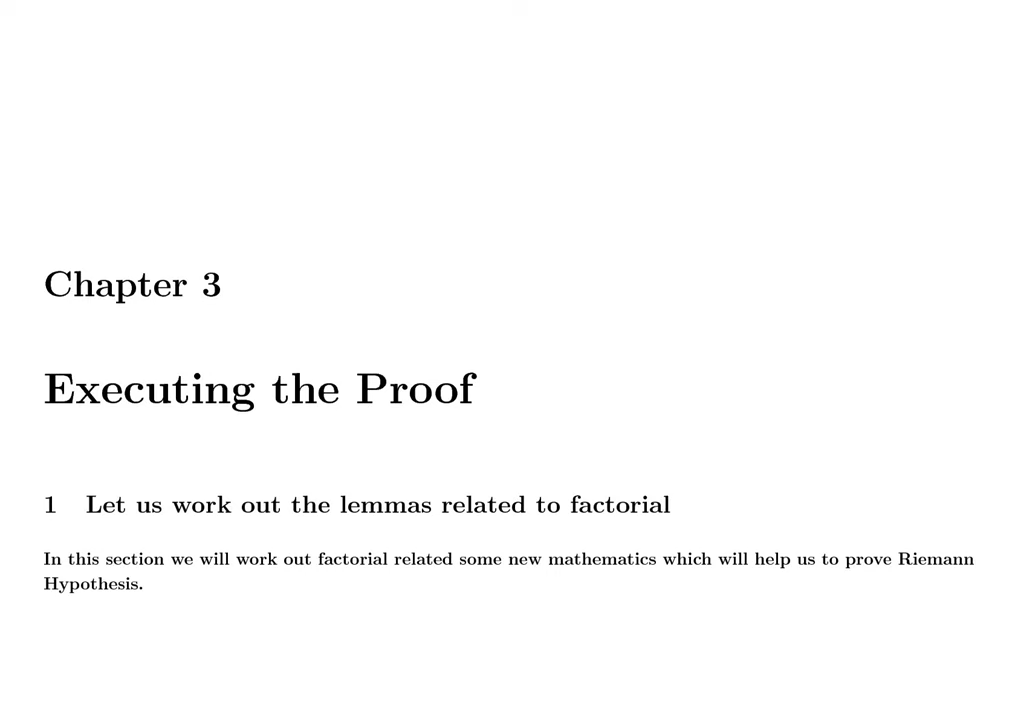 Chapter 3
Executing the Proof
1 Let us work out the lemmas related to factorial
In this section we will work out factorial related some new mathematics which will help us to prove Riemann
Hypothesis.